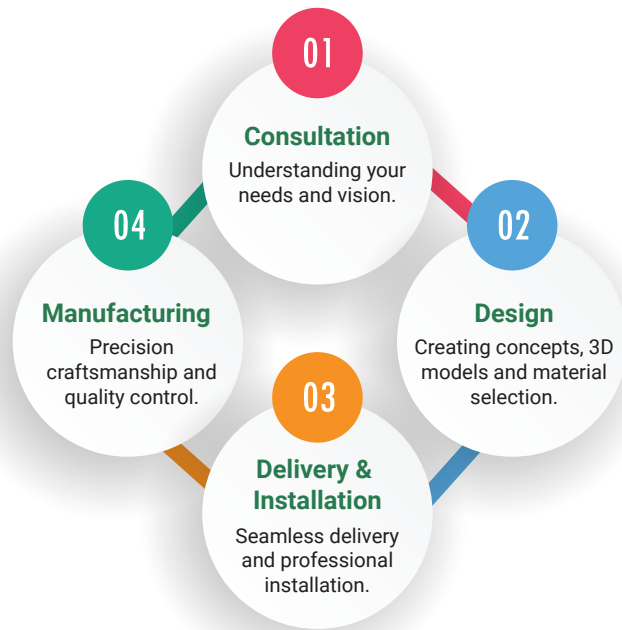 01
Consultation
Understanding your
needs and vision.
02
Design
Creating concepts, 3D
models and material
selection.
03
Delivery &
Installation
Seamless delivery
and professional
installation.
04
Manufacturing
Precision
craftsmanship and
quality control.